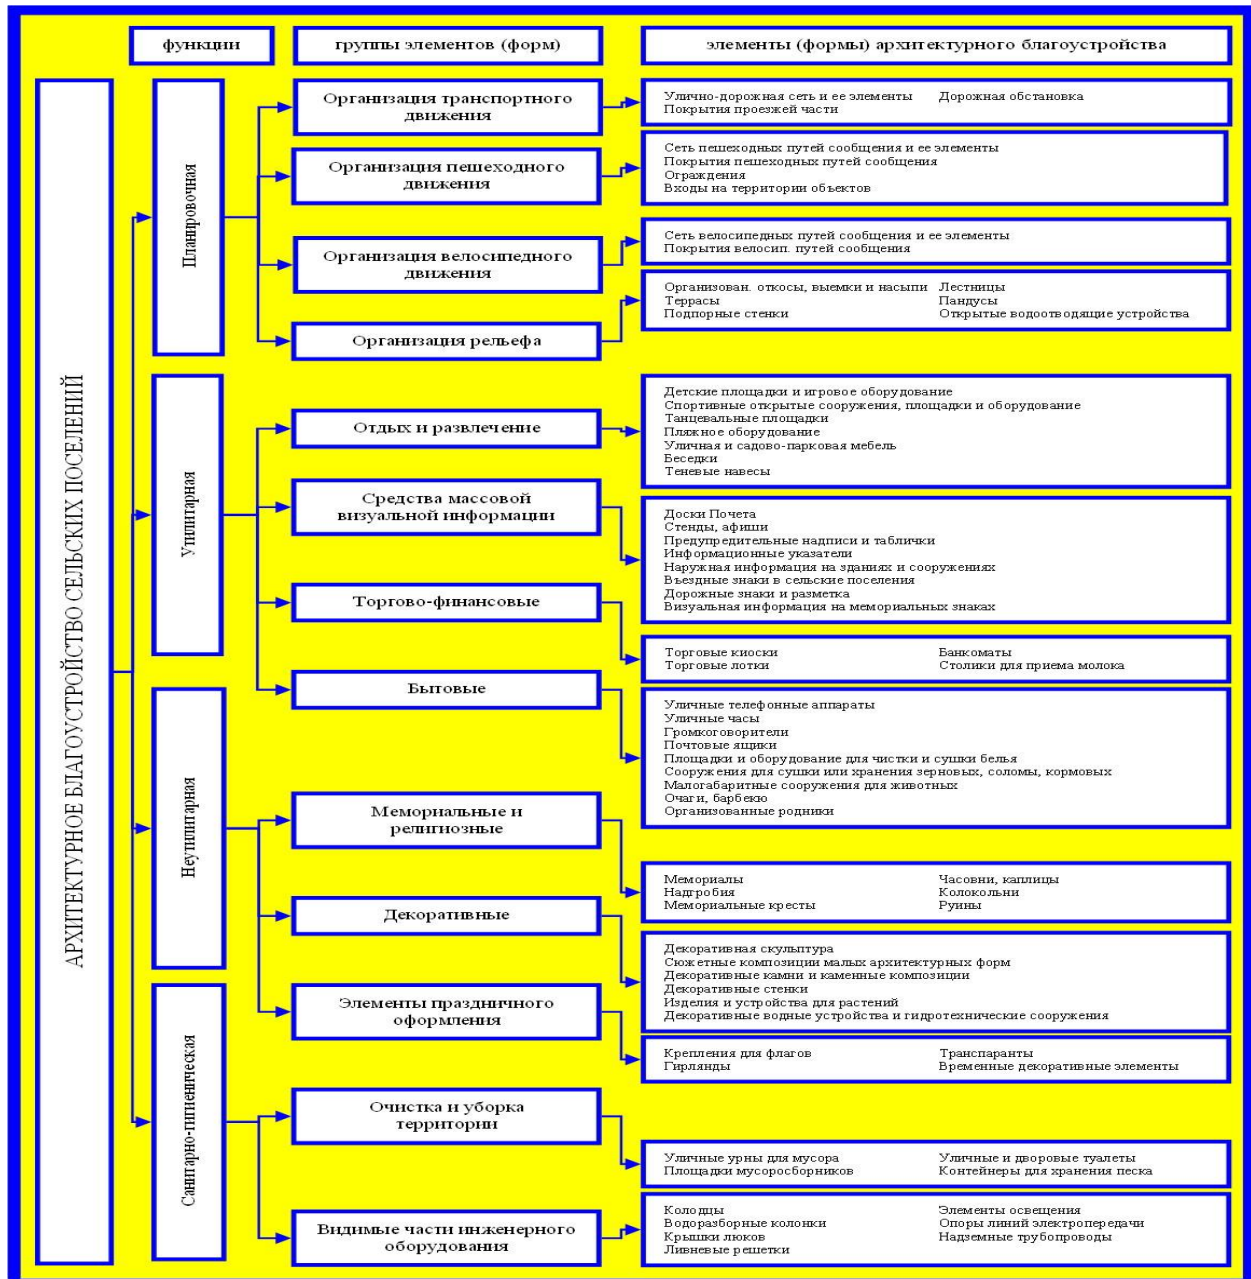 функции
группы элементов (форм)
элементы (формы) архитектурного благоустройства
АРХИТЕКТУРНОЕ БЛАГОУСТРОЙСТВО СЕЛЬСКИХ ПОСЕЛЕНИЙ
Планировочная
Организация транспортного
движения
Улично-дорожная сеть и ее элементы
Покрытия проезжей части
Дорожная обстановка
Организация пешеходного
движения
Сеть пешеходных путей сообщения и ее элементы
Покрытия пешеходных путей сообщения
Ограждения
Входы на территории объектов
Организация велосипедного
движения
Сеть велосипедных путей сообщения и ее элементы
Покрытия велосип. путей сообщения
Организация рельефа
Организован. откосы, выемки и насыпи
Террасы
Подпорные стенки
Лестницы
Пандусы
Открытые водоотводящие устройства
Утилитарная
Отдых и развлечение
Детские площадки и игровое оборудование
Спортивные открытые сооружения, площадки и оборудование
Танцевальные площадки
Пляжное оборудование
Уличная и садово-парковая мебель
Беседки
Теневые навесы
Средства массовой
визуальной информации
Доски Почета
Стенды, афиши
Предупредительные надписи и таблички
Информационные указатели
Наружная информация на зданиях и сооружениях
Въездные знаки в сельские поселения
Дорожные знаки и разметка
Визуальная информация на мемориальных знаках
Торгово-финансовые
Торговые киоски
Торговые лотки
Банкоматы
Столики для приема молока
Бытовые
Уличные телефонные аппараты
Уличные часы
Громкоговорители
Почтовые ящики
Площадки и оборудование для чистки и сушки белья
Сооружения для сушки или хранения зерновых, соломы, кормовых
Малогабаритные сооружения для животных
Очаги, барбекю
Организованные родники
Неутилитарная
Мемориальные и
религиозные
Мемориалы
Надгробия
Мемориальные кресты
Часовни, каплицы
Колокольни
Руины
Декоративные
Декоративная скульптура
Сюжетные композиции малых архитектурных форм
Декоративные камни и каменные композиции
Декоративные стенки
Изделия и устройства для растений
Декоративные водные устройства и гидротехнические сооружения
Элементы праздничного
оформления
Крепления для флагов
Гирлянды
Транспаранты
Временные декоративные элементы
Санитарно-гигиеническая
Очистка и уборка
территории
Уличные урны для мусора
Площадки мусоросборников
Уличные и дворовые туалеты
Контейнеры для хранения песка
Видимые части инженерного
оборудования
Колодцы
Водоразборные колонки
Крышки люков
Ливневые решетки
Элементы освещения
Опоры линий электропередачи
Надземные трубопроводы